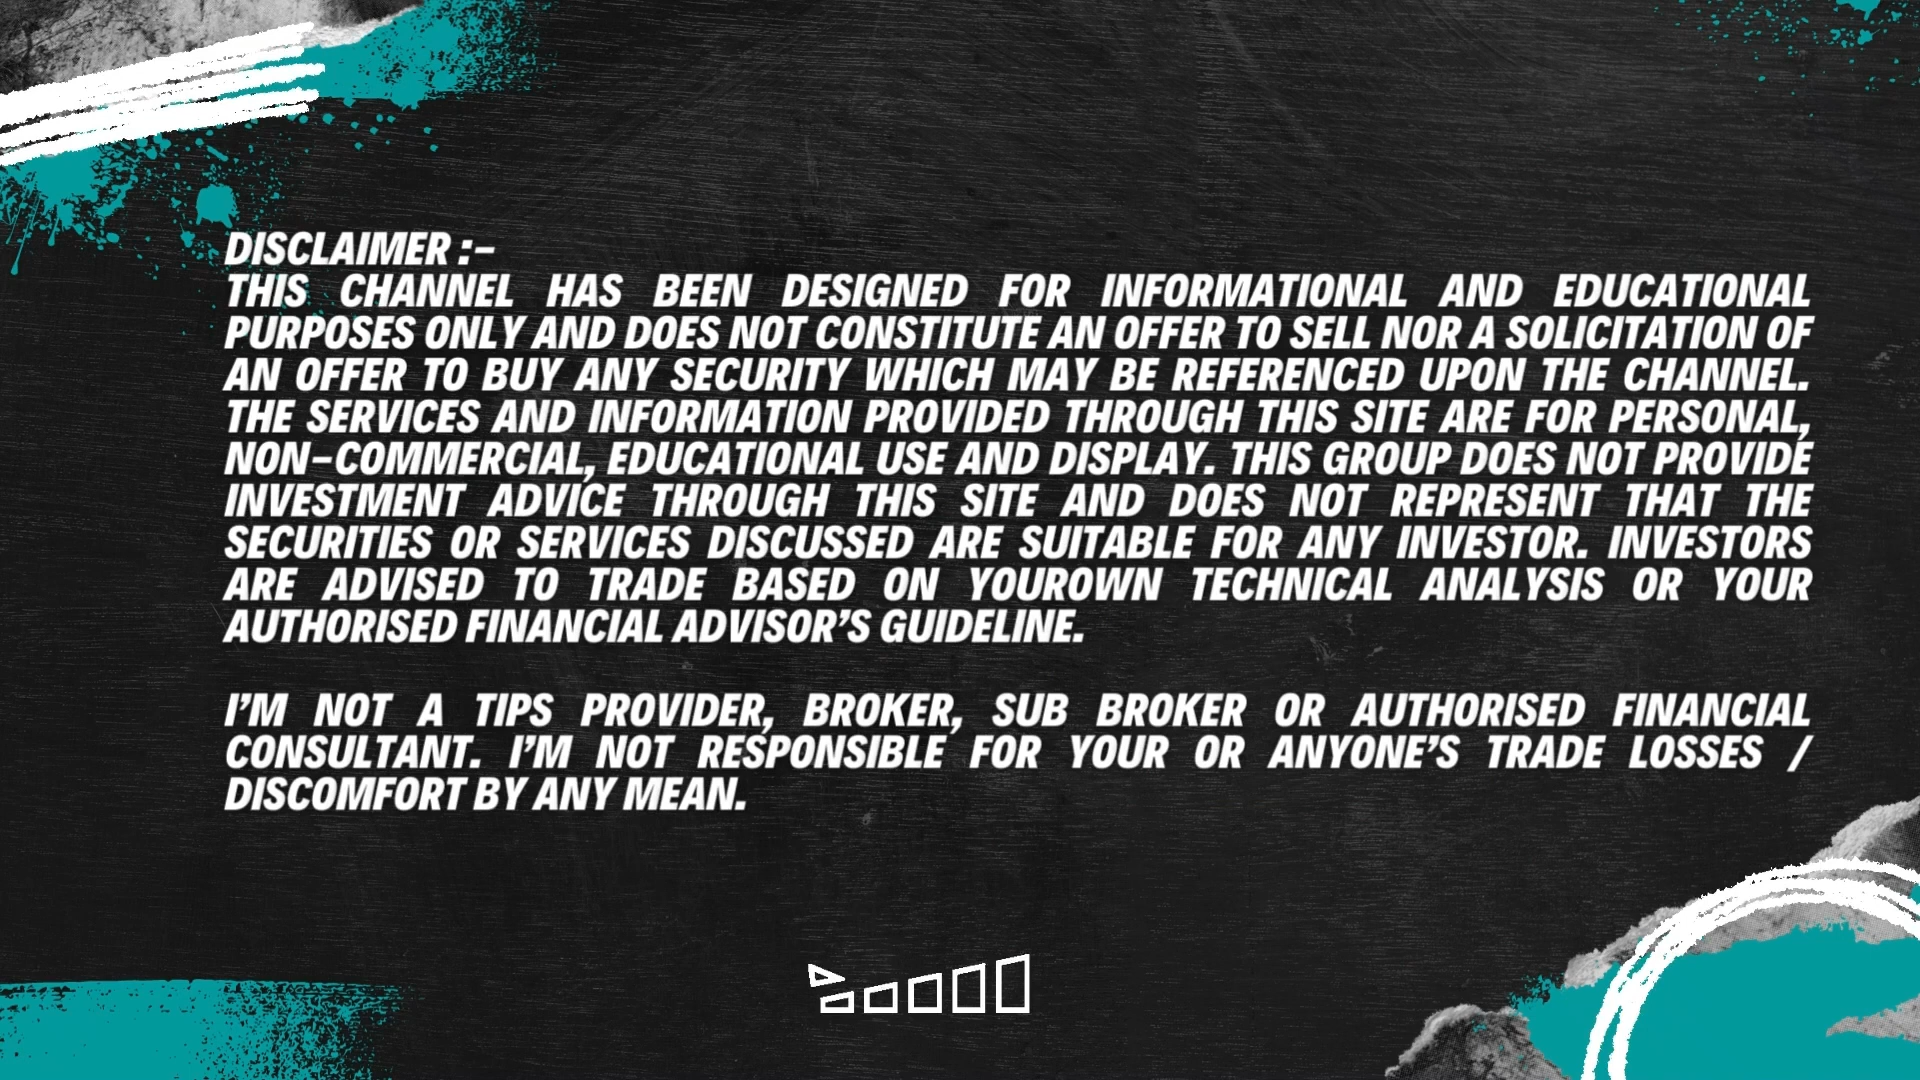 DISCLAIMER :-
THIS CHANNEL HAS BEEN DESIGNED FOR INFORMATIONAL AND EDUCATIONAL
PURPOSES ONLY AND DOES NOT CONSTITUTE AN OFFER TO SELL NOR A SOLICITATION OF
AN OFFER TO BUY ANY SECURITY WHICH MAY BE REFERENCED UPON THE CHANNEL.
THE SERVICES AND INFORMATION PROVIDED THROUGH THIS SITE ARE FOR PERSONAL,
NON-COMMERCIAL, EDUCATIONAL USE AND DISPLAY. THIS GROUP DOES NOT PROVIDE
INVESTMENT ADVICE THROUGH THIS SITE AND DOES NOT REPRESENT THAT THE
SECURITIES OR SERVICES DISCUSSED ARE SUITABLE FOR ANY INVESTOR. INVESTORS
ARE ADVISED TO TRADE BASED ON YOUROWN TECHNICAL ANALYSIS OR YOUR
AUTHORISED FINANCIAL ADVISOR’S GUIDELINE.
I’M NOT A TIPS PROVIDER, BROKER, SUB BROKER OR AUTHORISED FINANCIAL
CONSULTANT. I’M NOT RESPONSIBLE FOR YOUR OR ANYONE’S TRADE LOSSES /
DISCOMFORT BY ANY MEAN.